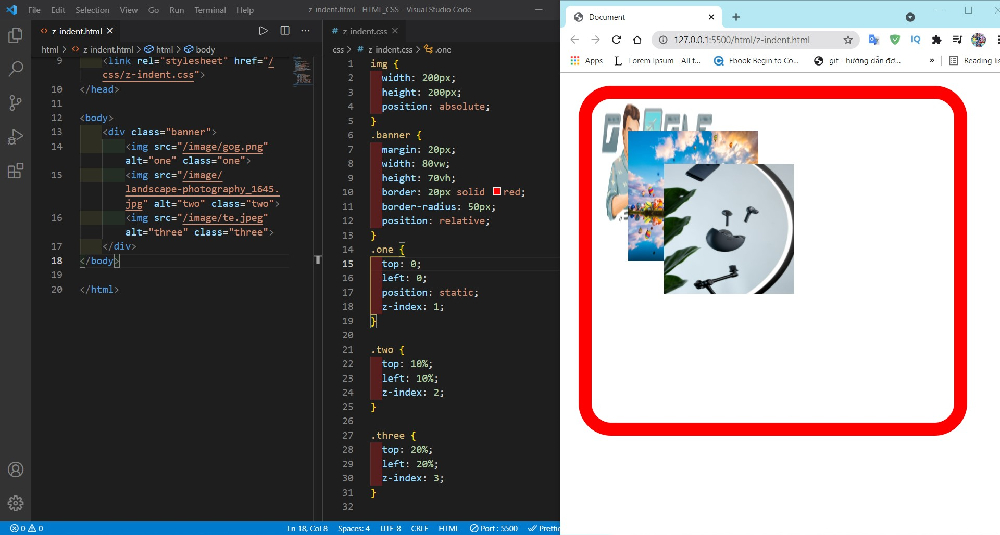 File Edit Selection View Go Run Terminal Help z-indent.html - HTML_CSS - Visual Studio Code
z-indent.html
html > z-indent.html > html > body
9 <link rel="stylesheet" href="/
css/z-indent.css">
10 </head>
11
12 <body>
13 <div class="banner">
14 <img src="/image/gog.png"
alt="one" class="one">
15 <img src="/image/
landscape-photography_1645.
jpg" alt="two" class="two">
16 <img src="/image/te.jpeg"
alt="three" class="three">
17 </div>
18 </body>
19
20 </html>
z-indent.css
css > z-indent.css > .one
1 img {
2 width: 200px;
3 height: 200px;
4 position: absolute;
5 }
6 .banner {
7 margin: 20px;
8 width: 80vw;
9 height: 70vh;
10 border: 20px solid red;
11 border-radius: 50px;
12 position: relative;
13 }
14 .one {
15 top: 0;
16 left: 0;
17 position: static;
18 z-index: 1;
19 }
20
21 .two {
22 top: 10%;
23 left: 10%;
24 z-index: 2;
25 }
26
27 .three {
28 top: 20%;
29 left: 20%;
30 z-index: 3;
31 }
32
0 0 Ln 18, Col 8 Spaces: 4 UTF-8 CRLF HTML Port : 5500 Prettie
Document
127.0.0.1:5500/html/z-indent.html IQ
Apps Lorem Ipsum - All t... Ebook Begin to Co... git - hướng dẫn đơ... » Reading lis